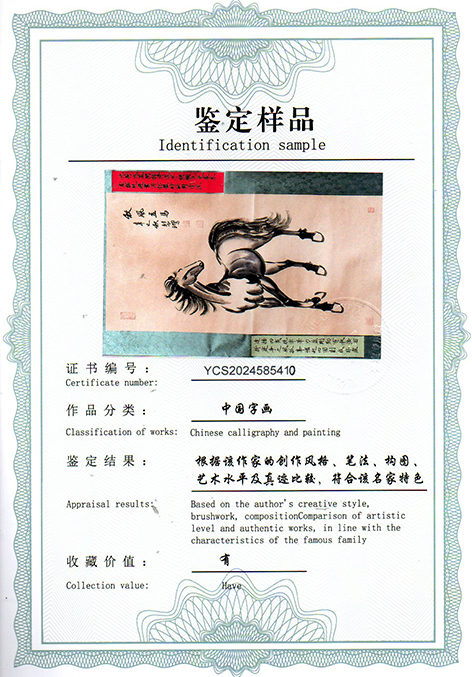 鉴定样品
Identification sample
证书编号：
YCS2024585410
Certificate number:
作品分类：
中国字画
Classification of works: Chinese calligraphy and painting
鉴定结果：
根据该作家的创作风格、笔法、构图、
艺术水平及真迹比较，符合该名家特色
Appraisal results:
Based on the author's creative style,
brushwork, compositionComparison of artistic
level and authentic works, in line with the
characteristics of the famous family
收藏价值：
有
Collection value:
Have